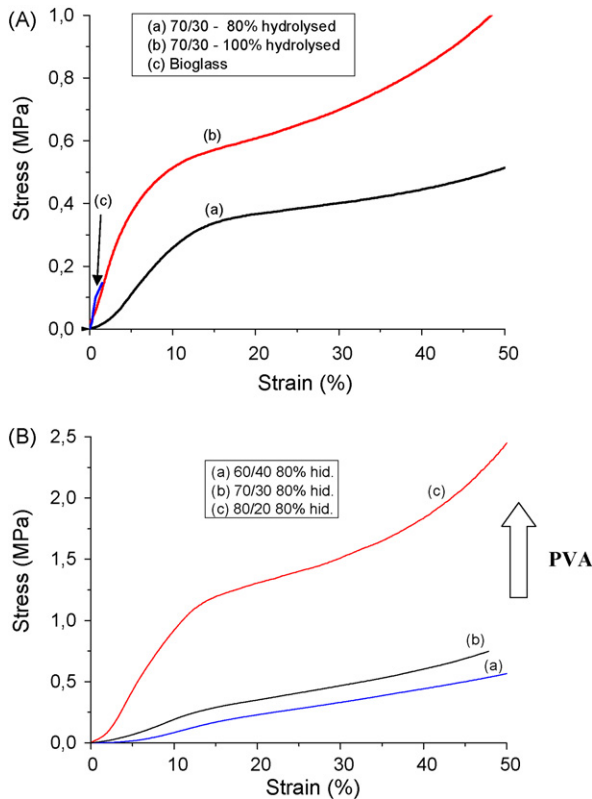 (A)
1,0
(a) 70/30 - 80% hydrolysed
(b) 70/30 - 100% hydrolysed
(c) Bioglass
0,8
0,6
(b)
(c)
0,4
(a)
0,2
0,0
0 10 20 30 40 50
Stress (MPa)
Strain (%)
(B)
2,5
(a) 60/40 80% hid.
(b) 70/30 80% hid.
(c) 80/20 80% hid.
2,0
(c)
1,5
PVA
1,0
(b)
(a)
0,5
0,0
0 10 20 30 40 50
Stress (MPa)
Strain (%)